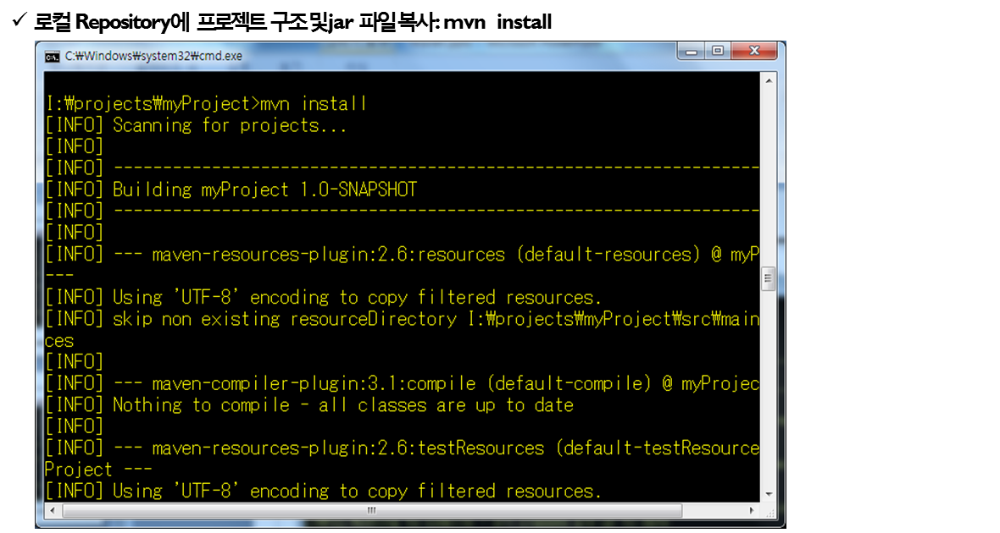 ✓ 로컬 Repository에 프로젝트 구조 및 jar 파일 복사: mvn install
C:\Windows\system32\cmd.exe
I:\projects\myProject>mvn install
[INFO] Scanning for projects...
[INFO]
[INFO] ------------------------------------------------------------------
[INFO] Building myProject 1.0-SNAPSHOT
[INFO] ------------------------------------------------------------------
[INFO]
[INFO] --- maven-resources-plugin:2.6:resources (default-resources) @ myP
---
[INFO] Using 'UTF-8' encoding to copy filtered resources.
[INFO] skip non existing resourceDirectory I:\projects\myProject\src\main
ces
[INFO]
[INFO] --- maven-compiler-plugin:3.1:compile (default-compile) @ myProjec
[INFO] Nothing to compile - all classes are up to date
[INFO]
[INFO] --- maven-resources-plugin:2.6:testResources (default-testResource
Project ---
[INFO] Using 'UTF-8' encoding to copy filtered resources.